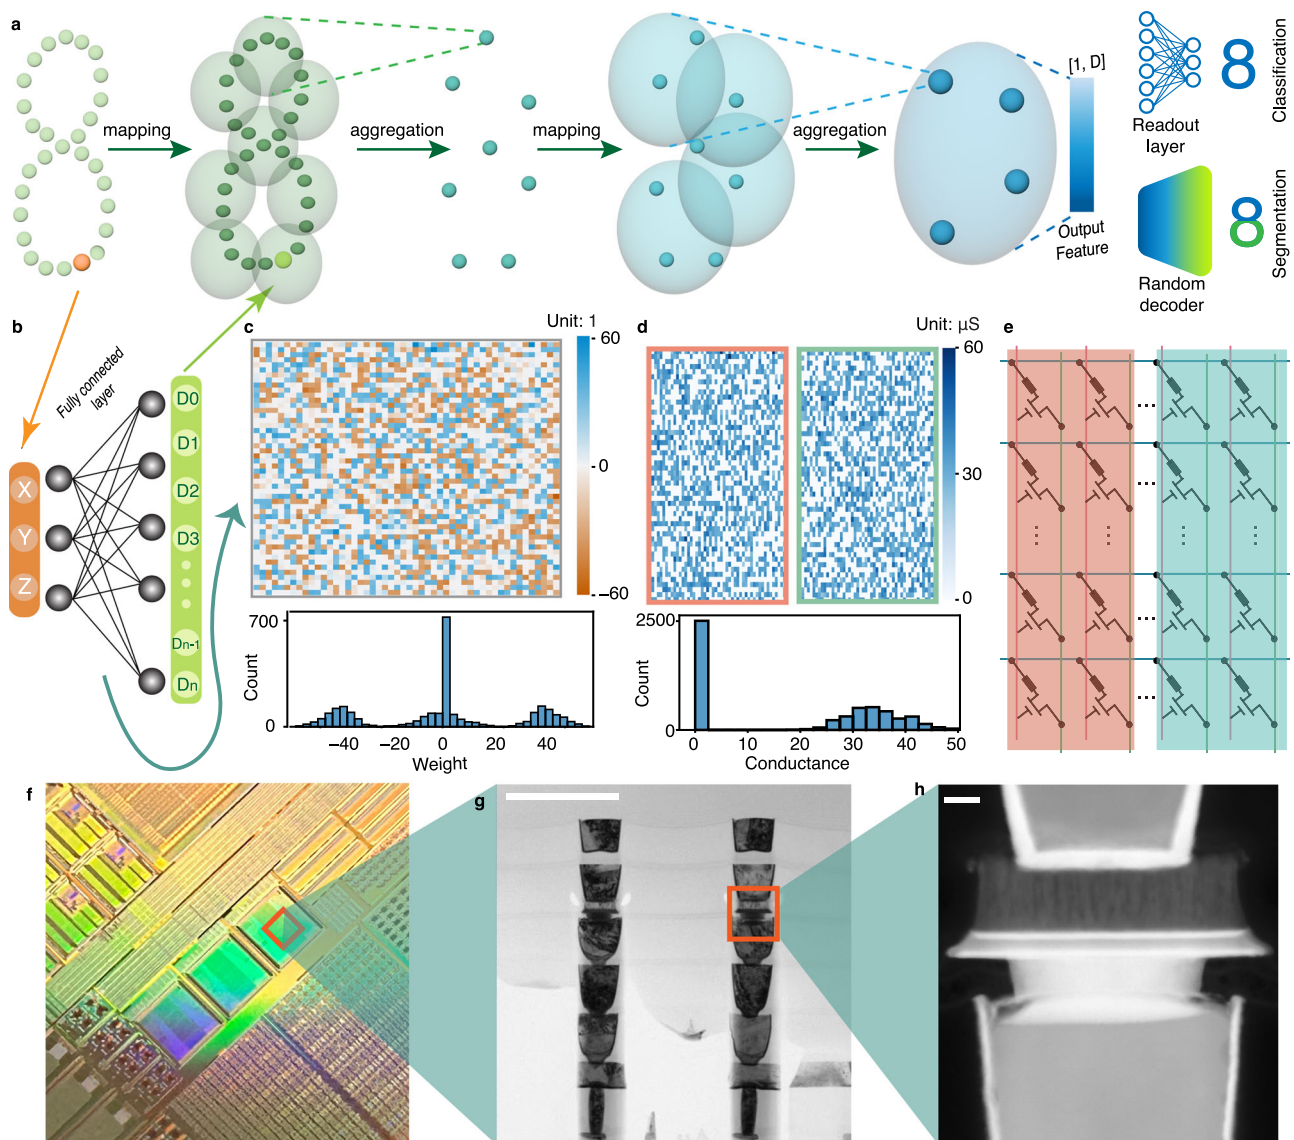 a
mapping
aggregation
mapping
aggregation
[1, D]
Output
Feature
Readout
layer
8
Classification
Random
decoder
8
Segmentation
b
Fully connected
layer
X
Y
Z
D0
D1
D2
D3
Dn-1
Dn
c
Unit: 1
60
0
−60
700
0
Count
−40
−20
0
20
40
Weight
d
Unit: µS
60
30
0
2500
0
Count
0
10
20
30
40
50
Conductance
e
f
g
h